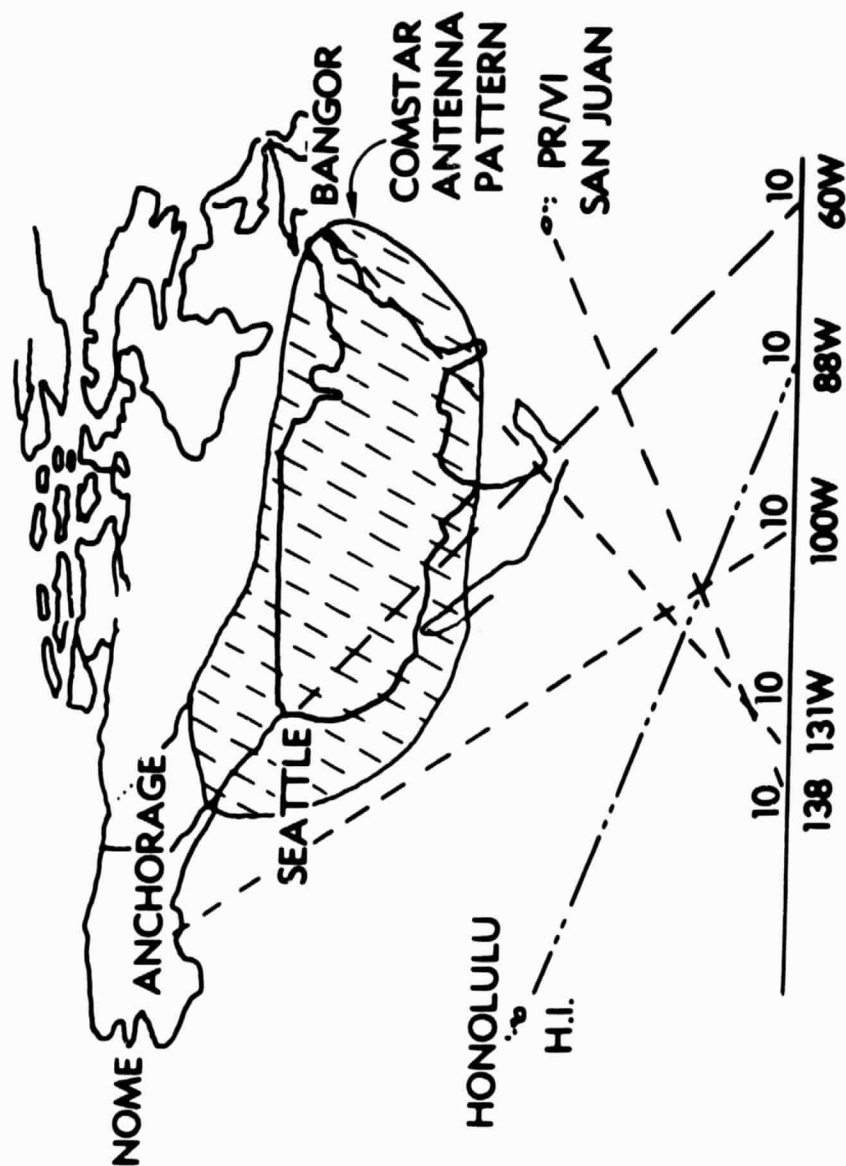 NOME
ANCHORAGE
SEATTLE
BANGOR
COMSTAR
ANTENNA
PATTERN
HONOLULU
H.I.
PR/VI
SAN JUAN
10 10 10 10 10
138 131W 100W 88W 60W